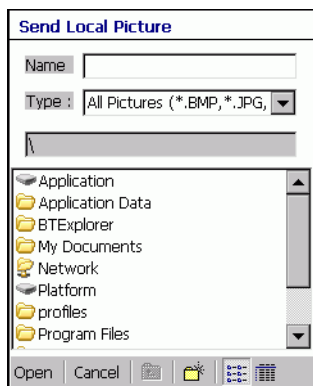 Send Local Picture
Name
Type : All Pictures (*.BMP,*.JPG,
\
Application
Application Data
BTExplorer
My Documents
Network
Platform
profiles
Program Files
Open Cancel